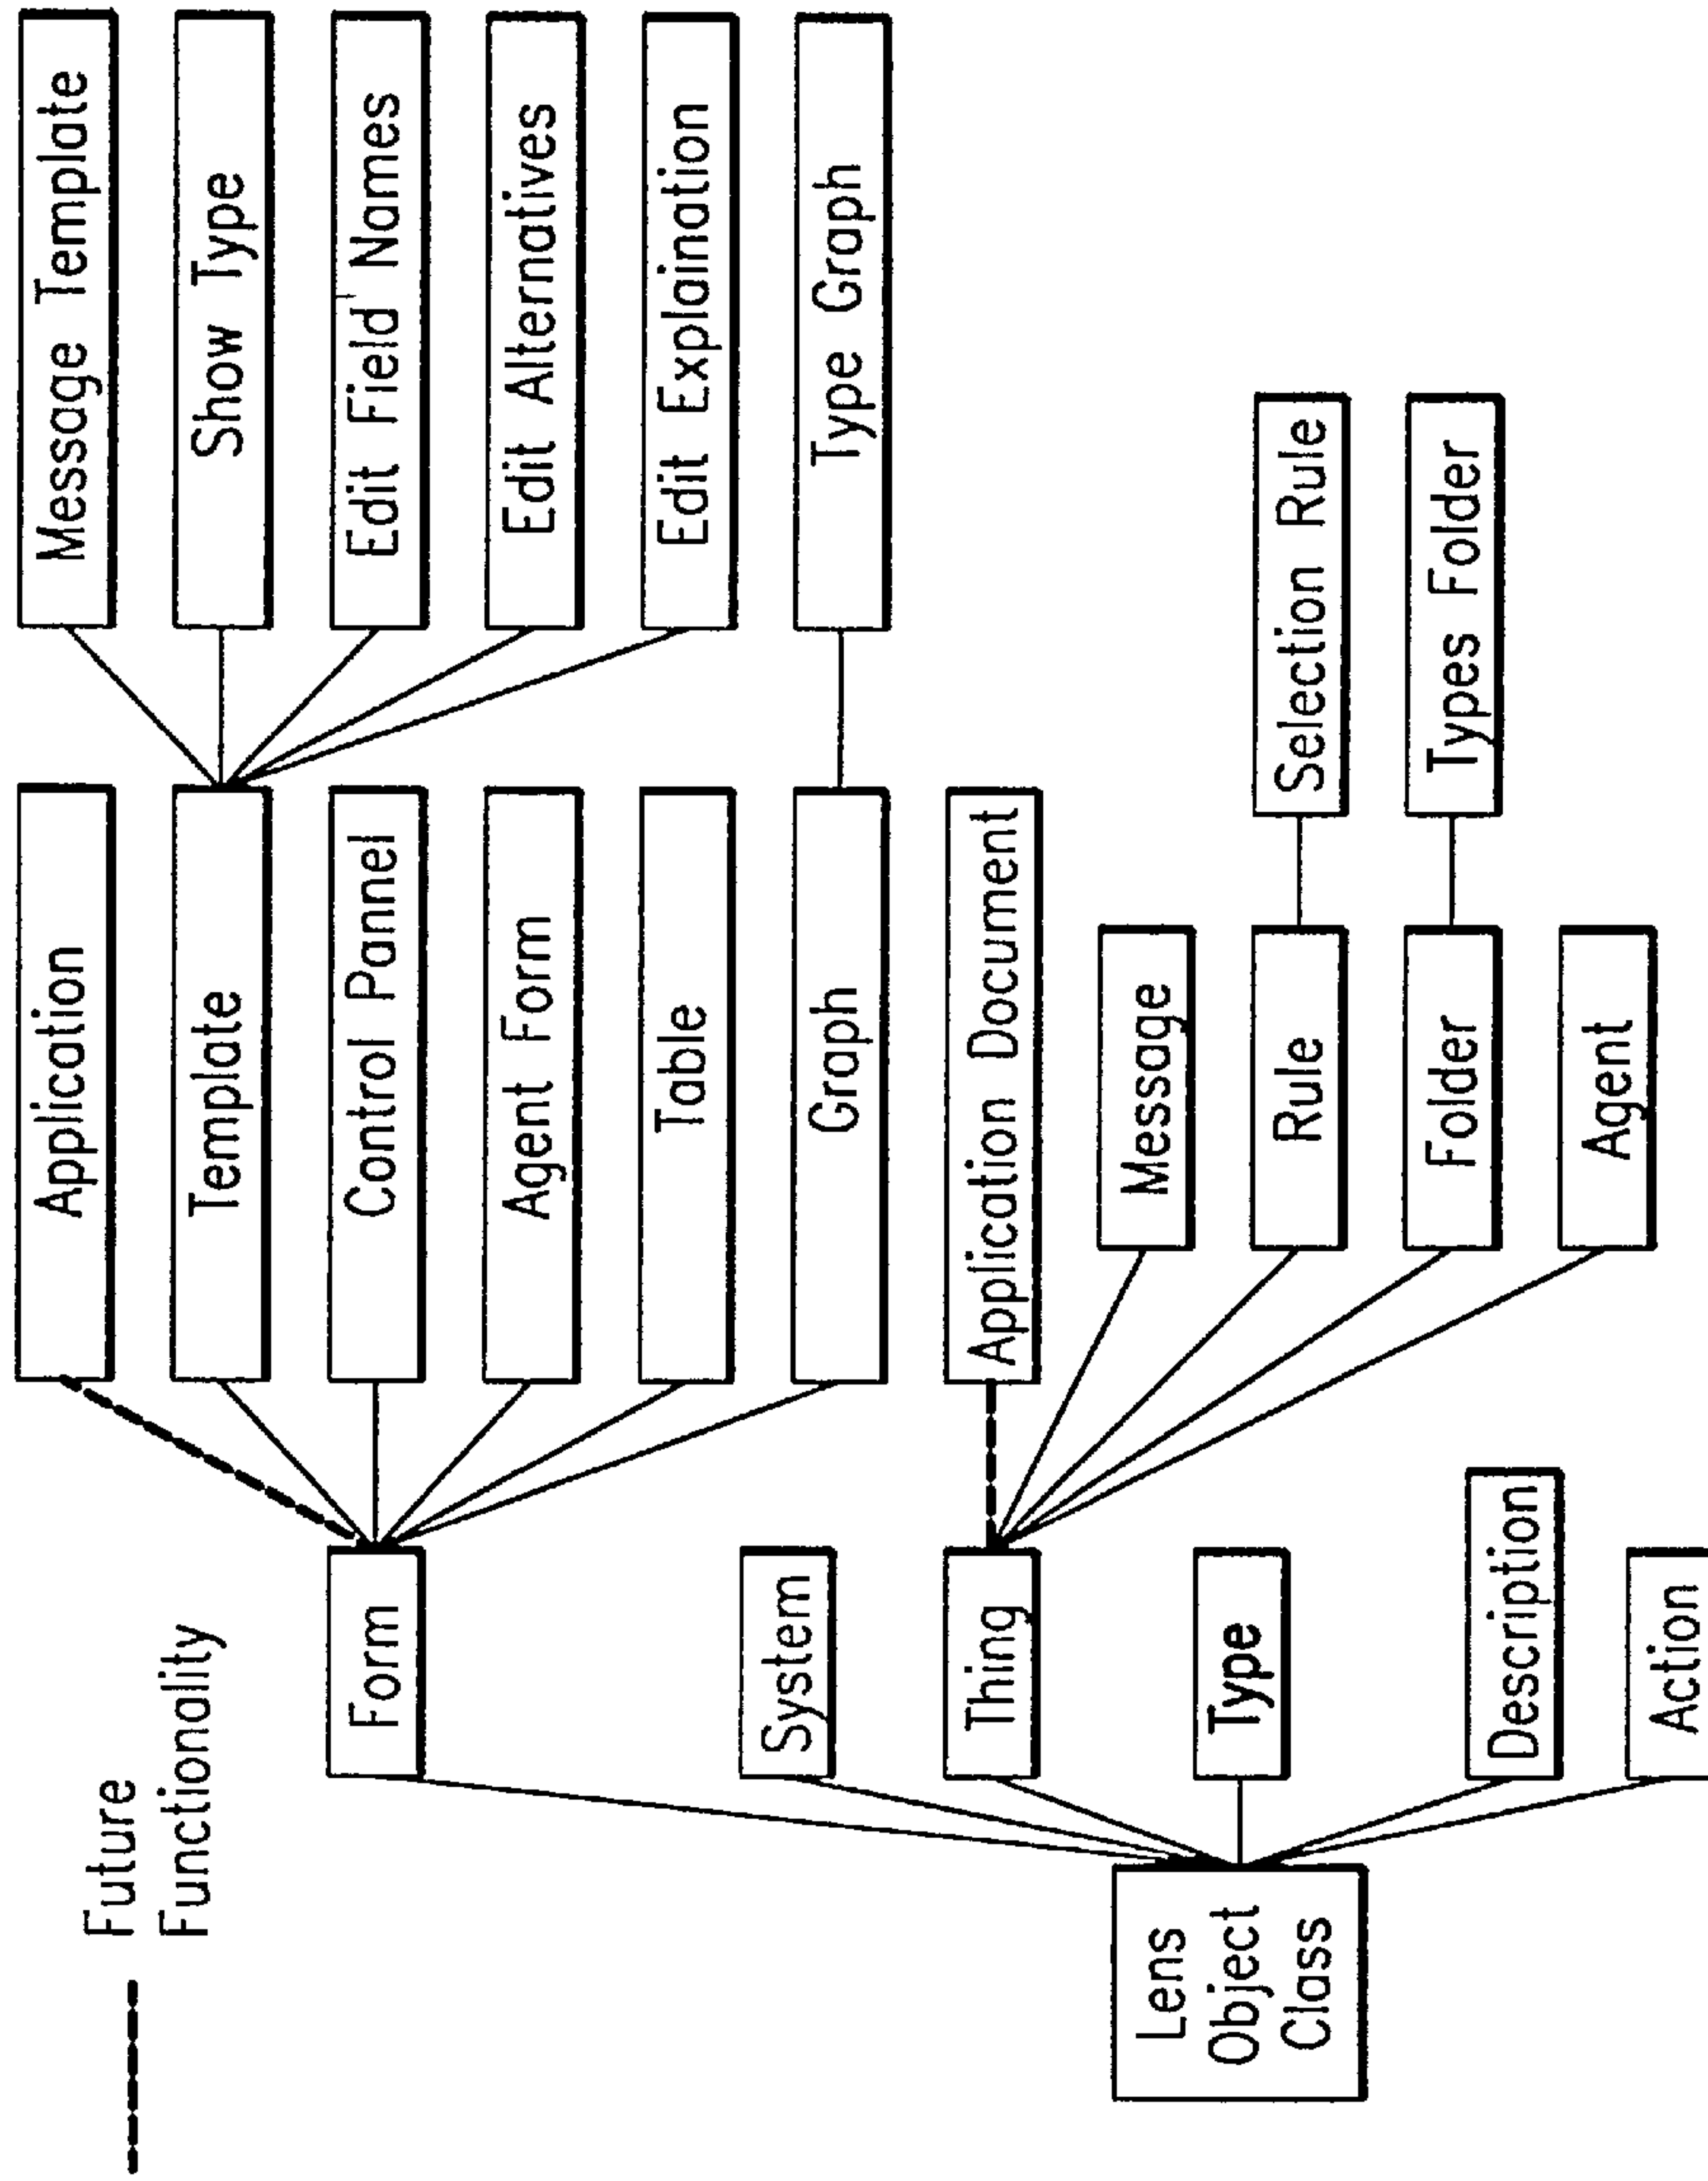 Future
Functionality
Lens
Object
Class
Form
System
Thing
Type
Description
Action
Application
Template
Control Pannel
Agent Form
Table
Graph
Application Document
Message
Rule
Folder
Agent
Message Template
Show Type
Edit Field Names
Edit Alternatives
Edit Explaination
Type Graph
Selection Rule
Types Folder